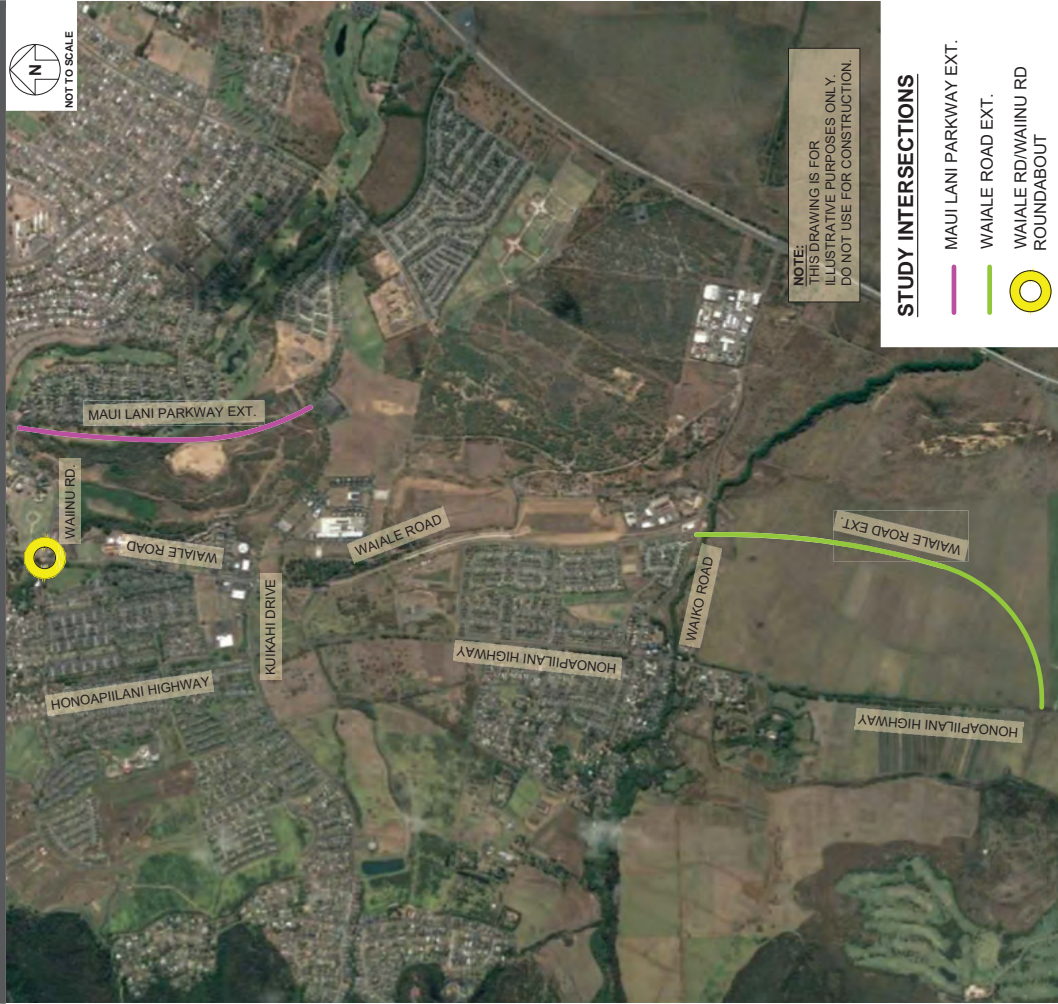 N
NOT TO SCALE
MAUI LANI PARKWAY EXT.
WAIINU RD.
WAIALE ROAD
WAIALE ROAD
KUIKAHI DRIVE
HONOAPIILANI HIGHWAY
HONOAPIILANI HIGHWAY
WAIKO ROAD
WAIALE ROAD EXT.
HONOAPIILANI HIGHWAY
NOTE:
THIS DRAWING IS FOR
ILLUSTRATIVE PURPOSES ONLY.
DO NOT USE FOR CONSTRUCTION.
STUDY INTERSECTIONS
MAUI LANI PARKWAY EXT.
WAIALE ROAD EXT.
WAIALE RD/WAIINU RD
ROUNDABOUT